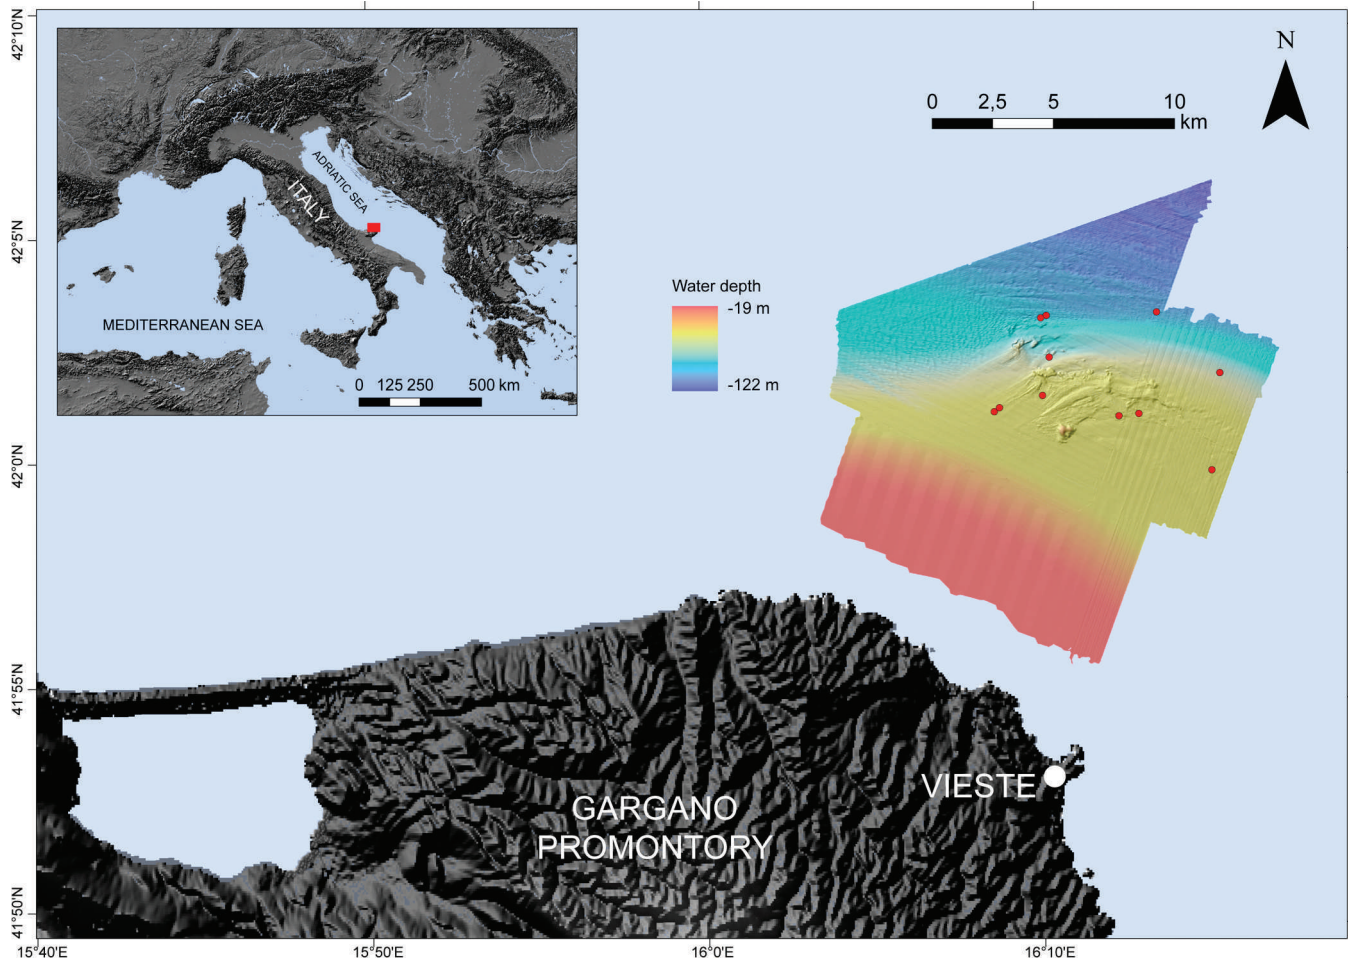 42°10'N
42°5'N
42°0'N
41°55'N
41°50'N
15°40'E
15°50'E
16°0'E
16°10'E
ITALY
ADRIATIC SEA
MEDITERRANEAN SEA
0 125 250 500 km
N
0 2,5 5 10
km
Water depth
-19 m
-122 m
VIESTE
GARGANO
PROMONTORY